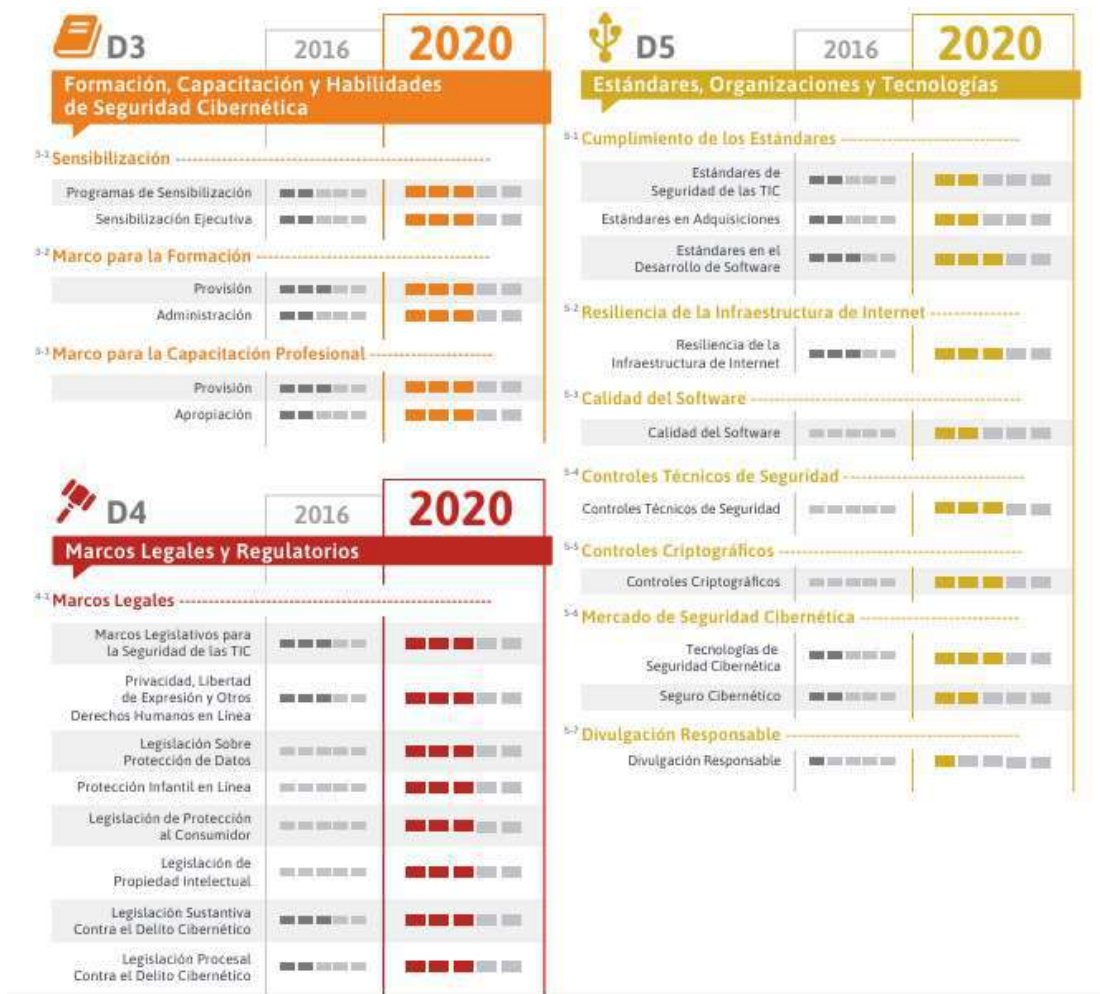 D3
2016
2020
Formación, Capacitación y Habilidades
de Seguridad Cibernética
Sensibilización
Programas de Sensibilización
Sensibilización Ejecutiva
3-2 Marco para la Formación
Provisión
Administración
Marco para la Capacitación Profesional
Provisión
Apropiación
D4
2016
2020
Marcos Legales y Regulatorios
4-1 Marcos Legales
Marcos Legislativos para
la Seguridad de las TIC
Privacidad, Libertad
de Expresión y Otros
Derechos Humanos en Línea
Legislación Sobre
Protección de Datos
Protección Infantil en Línea
Legislación de Protección
al Consumidor
Legislación de
Propiedad Intelectual
Legislación Sustantiva
Contra el Delito Cibernético
Legislación Procesal
Contra el Delito Cibernético
D5
2016
2020
Estándares, Organizaciones y Tecnologías
5-1 Cumplimiento de los Estándares
Estándares de
Seguridad de las TIC
Estándares en Adquisiciones
Estándares en el
Desarrollo de Software
5-2 Resiliencia de la Infraestructura de Internet
Resiliencia de la
Infraestructura de Internet
5-3 Calidad del Software
Calidad del Software
5-4 Controles Técnicos de Seguridad
Controles Técnicos de Seguridad
5-5 Controles Criptográficos
Controles Criptográficos
5-6 Mercado de Seguridad Cibernética
Tecnologías de
Seguridad Cibernética
Seguro Cibernético
5-7 Divulgación Responsable
Divulgación Responsable